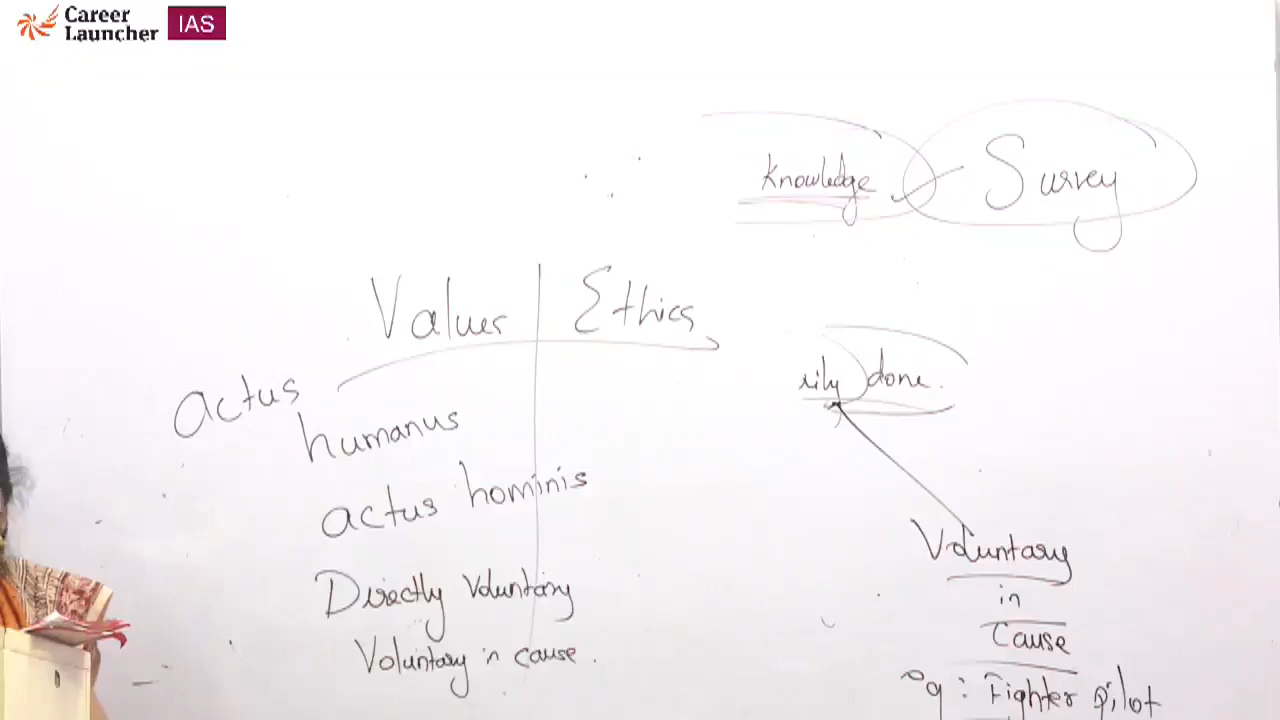 Career
Launcher
IAS
Knowledge
Survey
Values Ethics
actus
humanus
actus hominis
Directly Voluntary
Voluntary in cause.
rily done.
Voluntary
in
Cause
eg: Fighter pilot